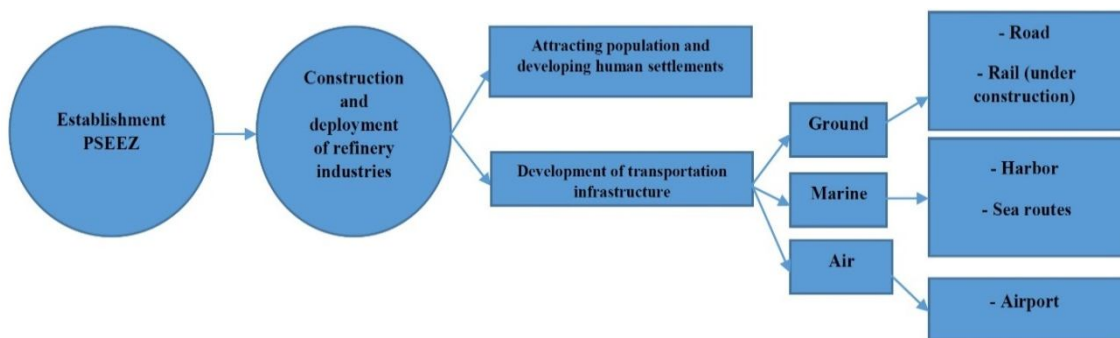 Establishment
PSEEZ
Construction
and
deployment
of refinery
industries
Attracting population and
developing human settlements
Development of transportation
infrastructure
Ground
Marine
Air
- Road
- Rail (under
construction)
- Harbor
- Sea routes
- Airport